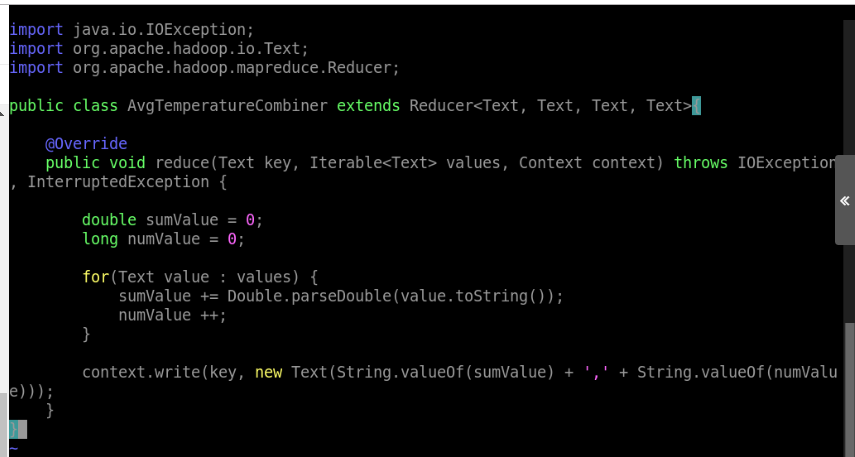 import java.io.IOException;
import org.apache.hadoop.io.Text;
import org.apache.hadoop.mapreduce.Reducer;

public class AvgTemperatureCombiner extends Reducer<Text, Text, Text, Text>{

    @Override
    public void reduce(Text key, Iterable<Text> values, Context context) throws IOException
, InterruptedException {

        double sumValue = 0;
        long numValue = 0;

        for(Text value : values) {
            sumValue += Double.parseDouble(value.toString());
            numValue ++;
        }

        context.write(key, new Text(String.valueOf(sumValue) + ',' + String.valueOf(numValu
e)));
    }
}
~
«